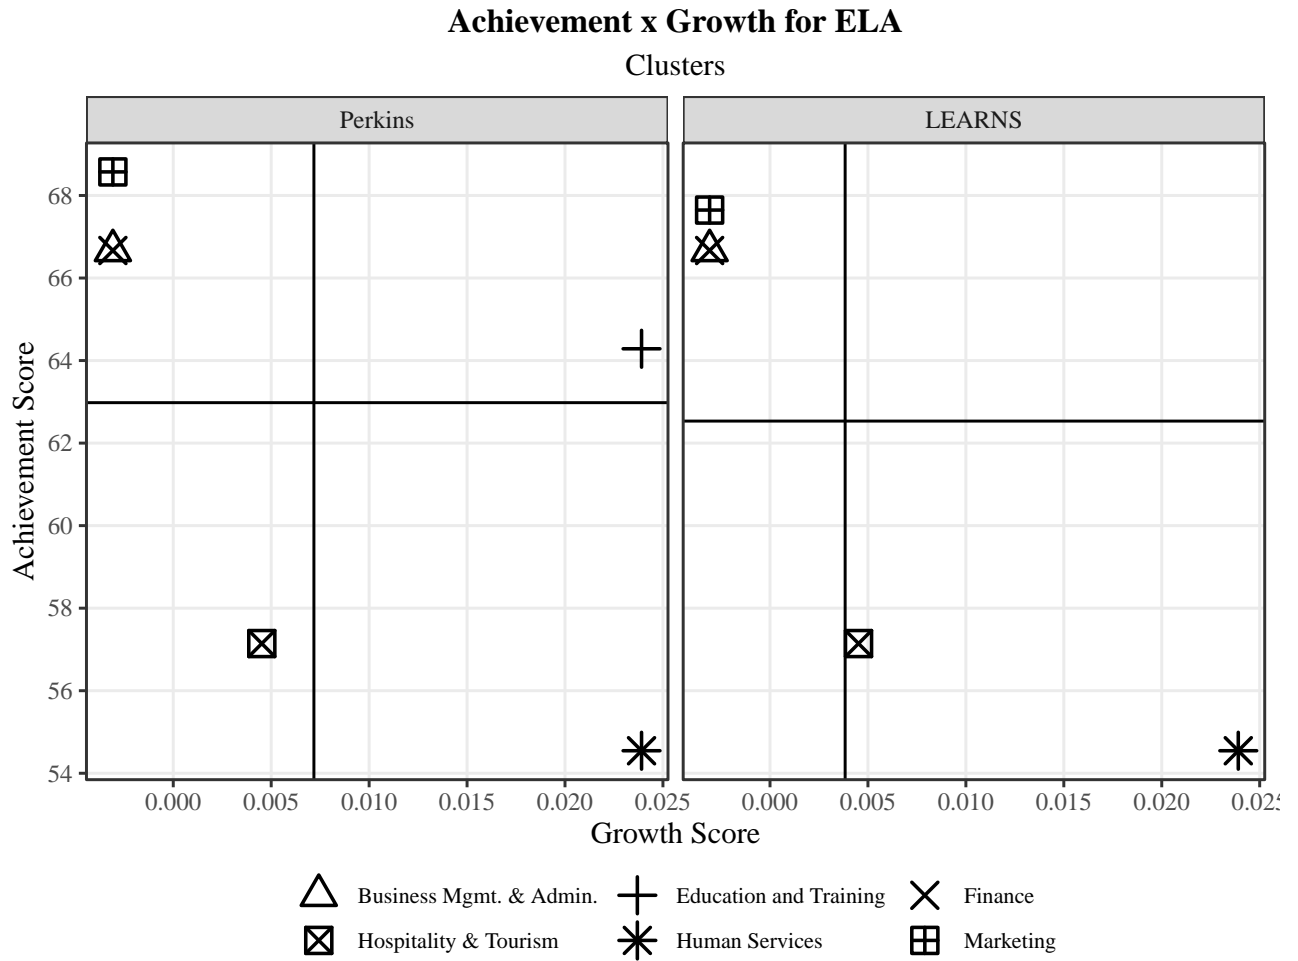 Achievement x Growth for ELA
Clusters
Perkins
LEARNS
Achievement Score
68
66
64
62
60
58
56
54
0.000 0.005 0.010 0.015 0.020 0.025
0.000 0.005 0.010 0.015 0.020 0.025
Growth Score
Business Mgmt. & Admin. Education and Training Finance
Hospitality & Tourism Human Services Marketing